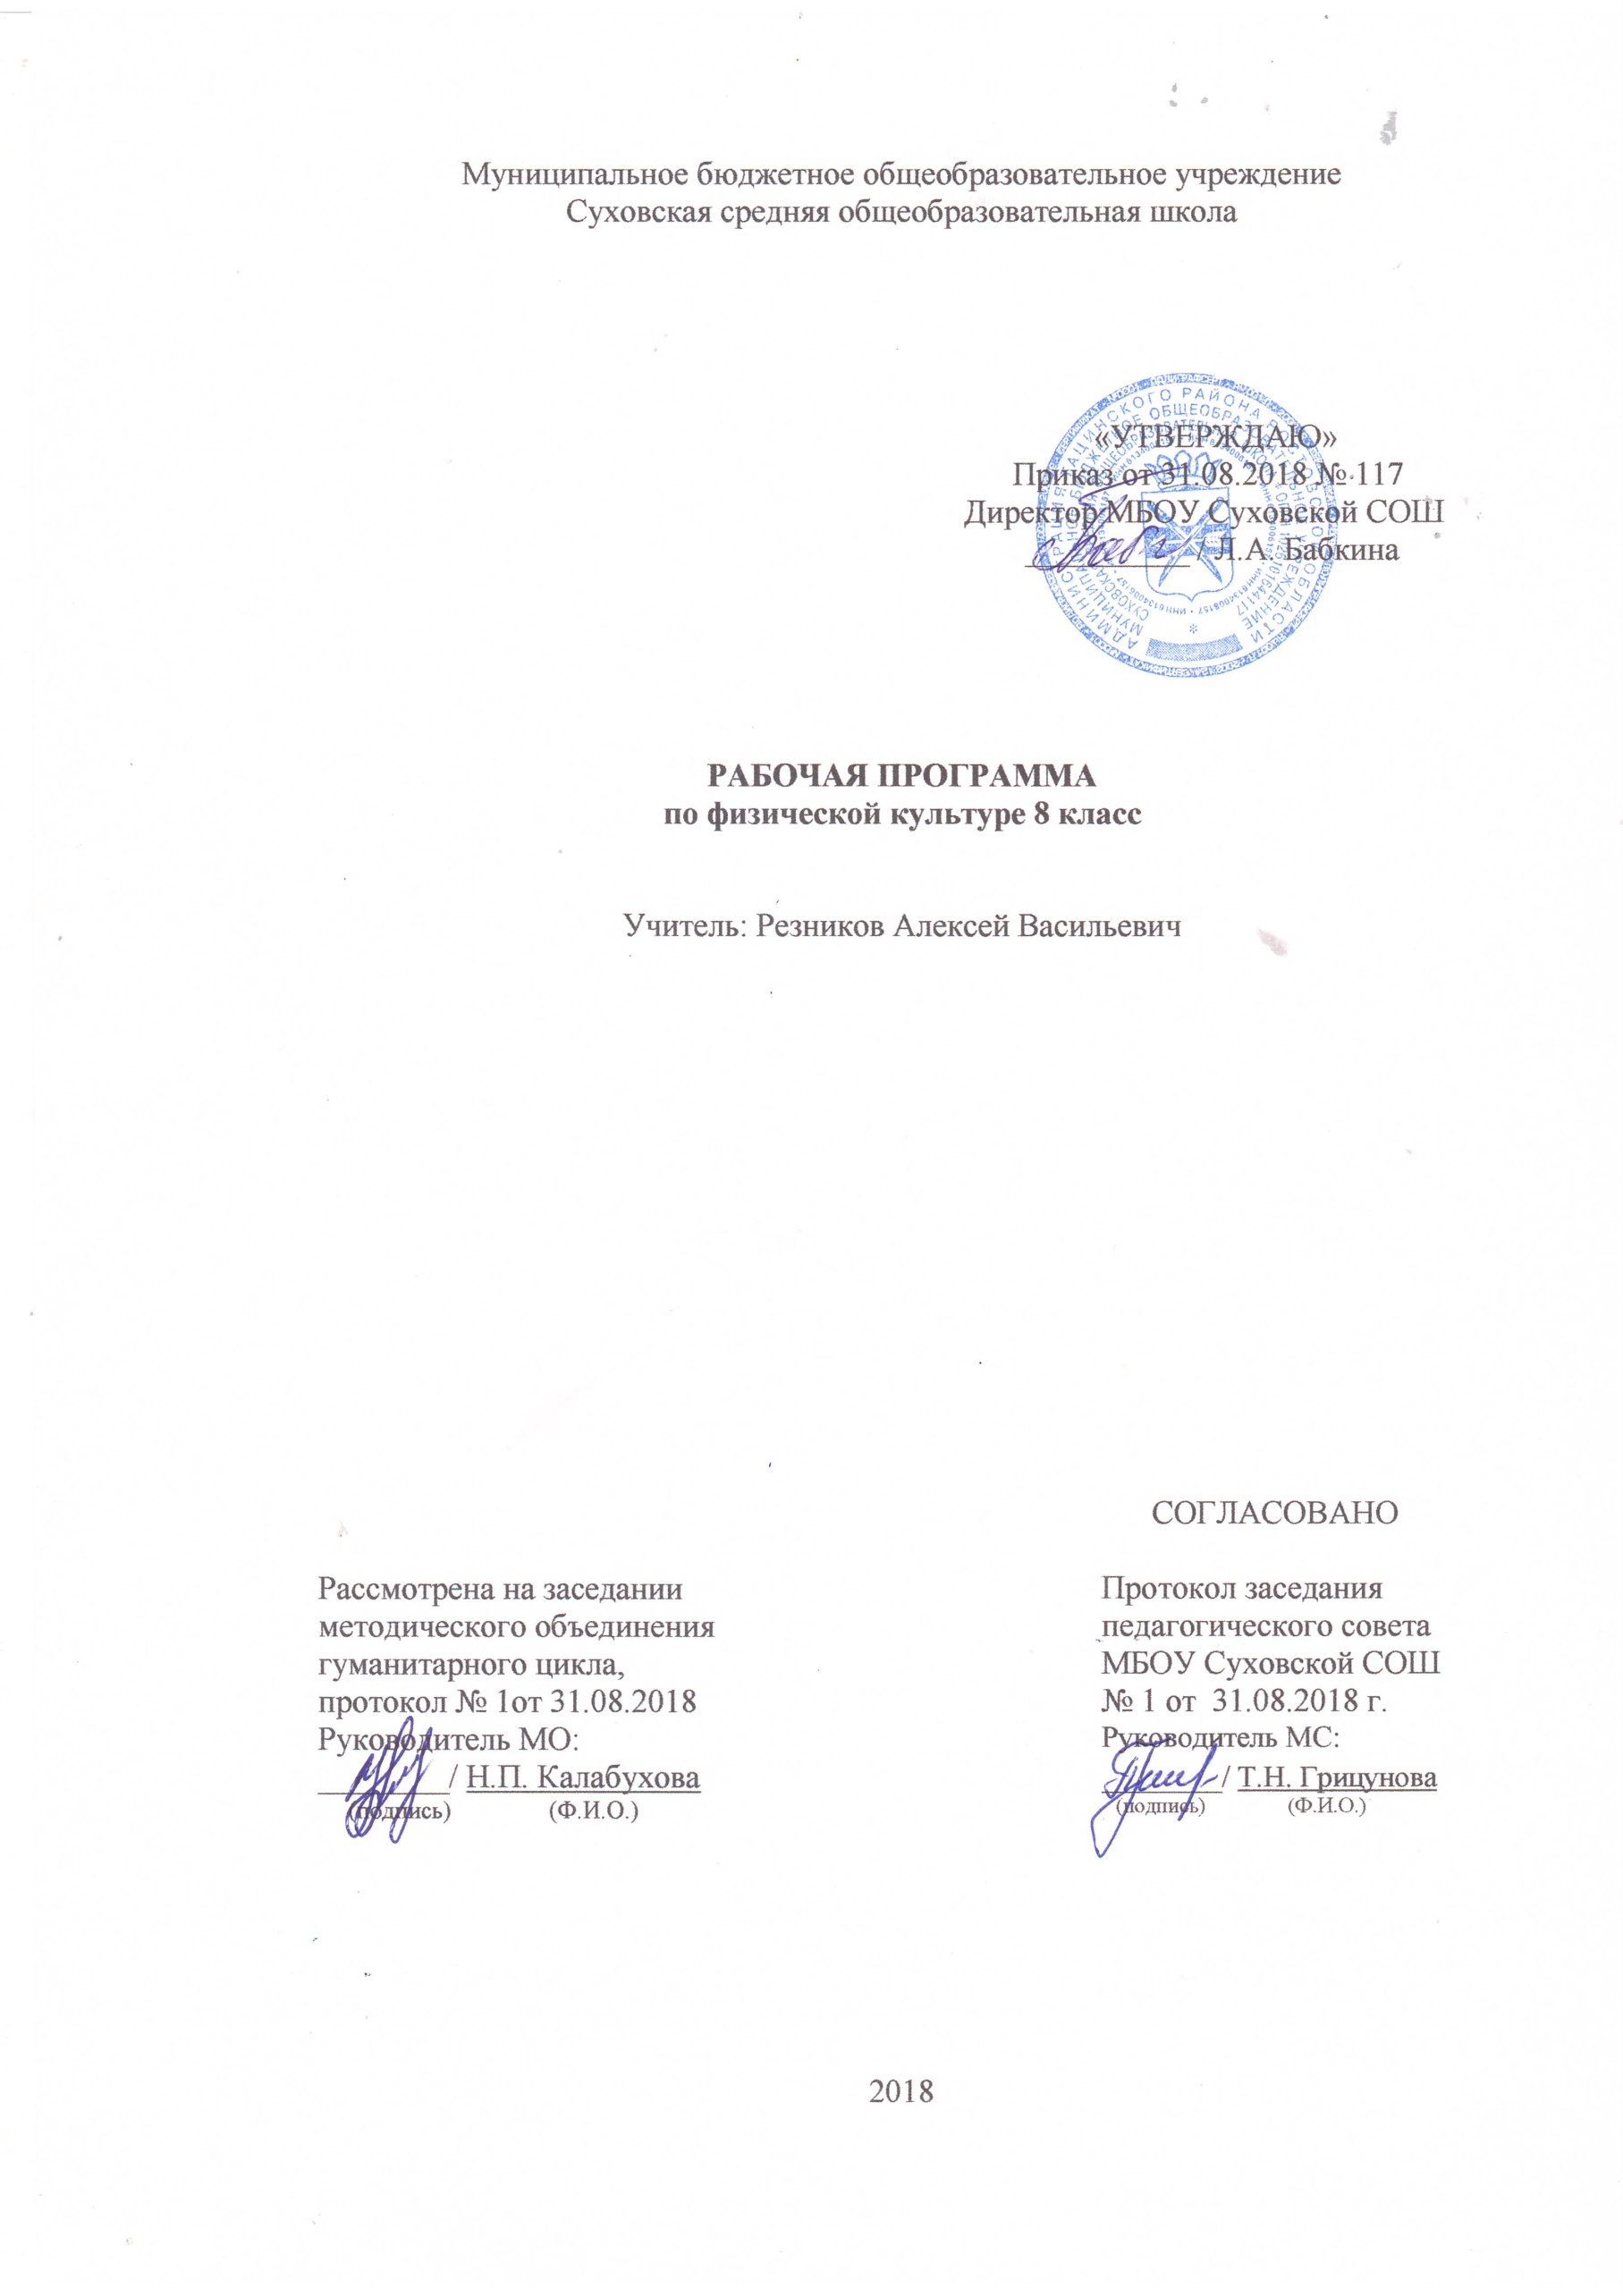 Муниципальное бюджетное общеобразовательное учреждение
Суховская средняя общеобразовательная школа
«УТВЕРЖДАЮ»
Приказ от 31.08.2018 № 117
Директор МБОУ Суховской СОШ
/ Л.А. Бабкина
РАБОЧАЯ ПРОГРАММА
по физической культуре 8 класс
Учитель: Резников Алексей Васильевич
Рассмотрена на заседании
методического объединения
гуманитарного цикла,
протокол № 1от 31.08.2018
Руководитель МО:
/ Н.П. Калабухова
(подпись) (Ф.И.О.)
СОГЛАСОВАНО
Протокол заседания
педагогического совета
МБОУ Суховской СОШ
№ 1 от 31.08.2018 г.
Руководитель МС:
/ Т.Н. Грицунова
(подпись) (Ф.И.О.)
2018